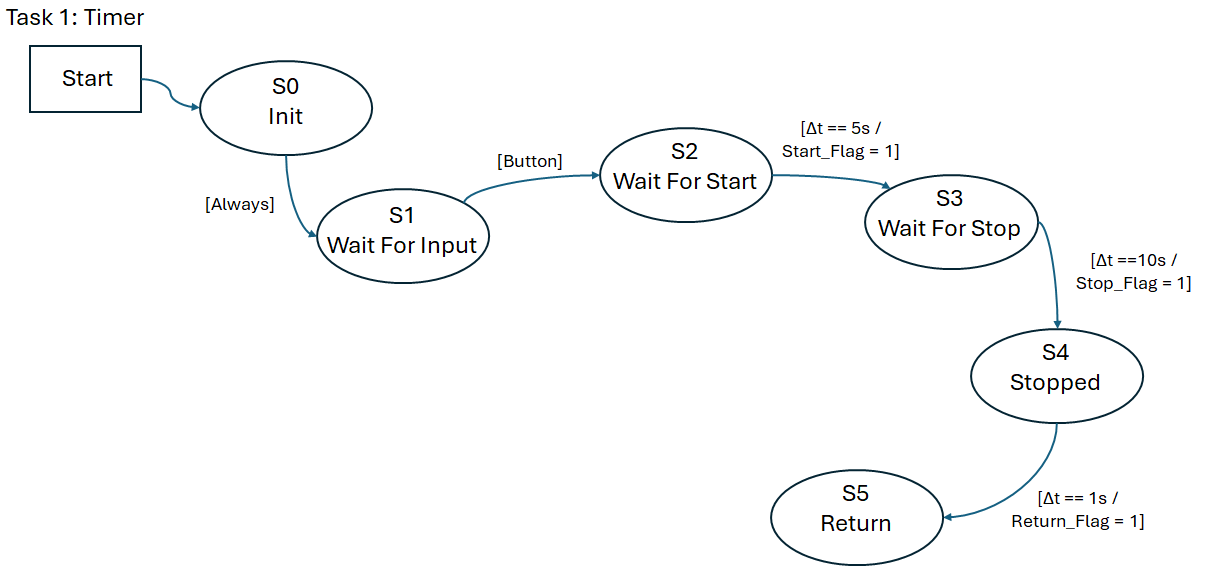 Task 1: Timer
Start
S0
Init
[Always]
S1
Wait For Input
[Button]
S2
Wait For Start
[Δt == 5s /
Start_Flag = 1]
S3
Wait For Stop
[Δt ==10s /
Stop_Flag = 1]
S4
Stopped
[Δt == 1s /
Return_Flag = 1]
S5
Return